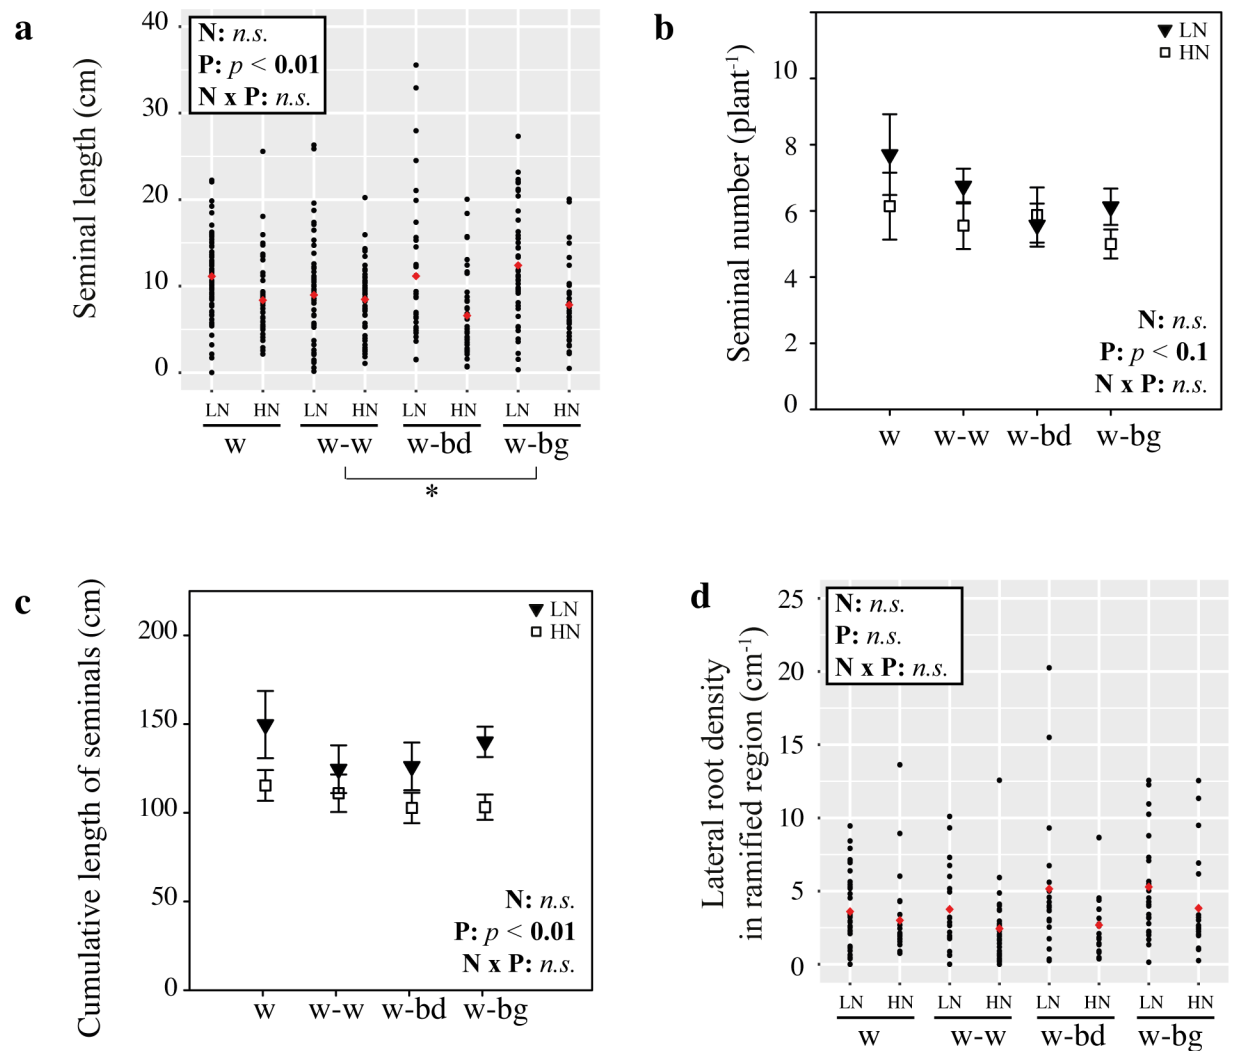 a
Seminal length (cm)
40
30
20
10
0
N: n.s.
P: p < 0.01
N x P: n.s.
LN HN LN HN LN HN LN HN
w w-w w-bd w-bg
*
b
Seminal number (plant-1)
10
8
6
4
2
0
LN
HN
N: n.s.
P: p < 0.1
N x P: n.s.
w w-w w-bd w-bg
c
Cumulative length of seminals (cm)
200
150
100
50
0
LN
HN
N: n.s.
P: p < 0.01
N x P: n.s.
w w-w w-bd w-bg
d
Lateral root density
in ramified region (cm-1)
25
20
15
10
5
0
N: n.s.
P: n.s.
N x P: n.s.
LN HN LN HN LN HN LN HN
w w-w w-bd w-bg